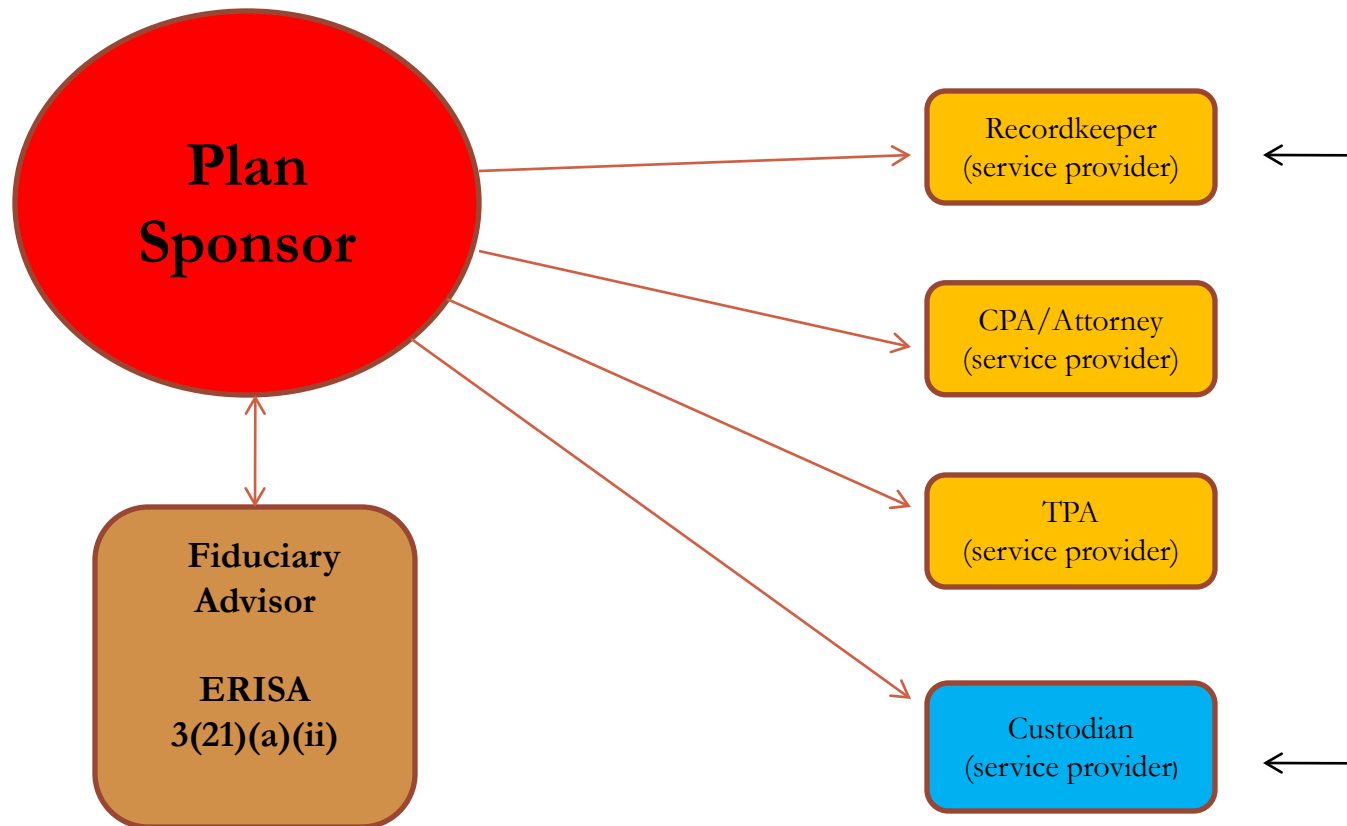 Plan
Sponsor
Recordkeeper
(service provider)
CPA/Attorney
(service provider)
TPA
(service provider)
Custodian
(service provider)
Fiduciary
Advisor
ERISA
3(21)(a)(ii)